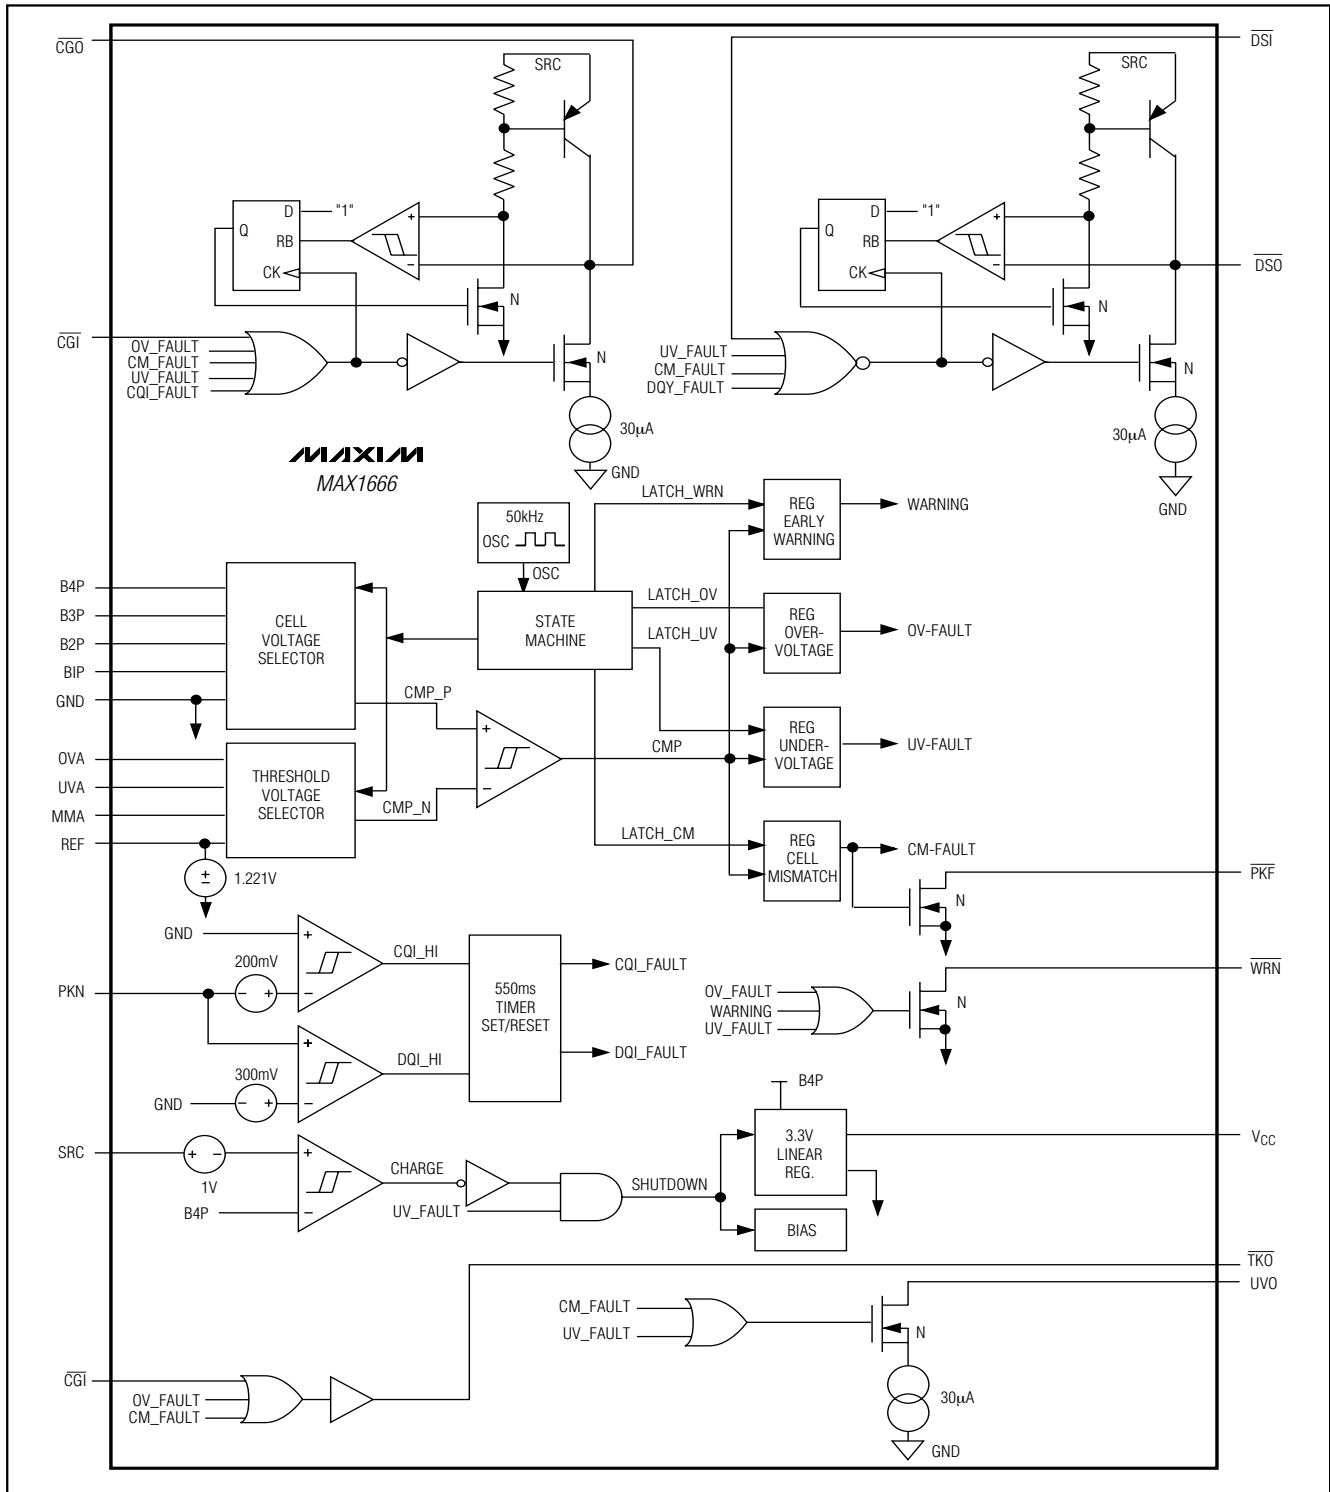 CGO
DSI
SRC
SRC
D
"1"
Q
RB
CK
+
−
N
D
"1"
Q
RB
CK
+
−
N
DSO
CGI
OV_FAULT
CM_FAULT
UV_FAULT
CQI_FAULT
N
30µA
GND
UV_FAULT
CM_FAULT
DQY_FAULT
N
30µA
GND
MAXIM
MAX1666
50kHz
OSC
OSC
LATCH_WRN
REG
EARLY
WARNING
WARNING
B4P
B3P
B2P
BIP
GND
CELL
VOLTAGE
SELECTOR
STATE
MACHINE
LATCH_OV
LATCH_UV
REG
OVER-
VOLTAGE
OV-FAULT
CMP_P
+
−
CMP
REG
UNDER-
VOLTAGE
UV-FAULT
OVA
UVA
MMA
REF
THRESHOLD
VOLTAGE
SELECTOR
CMP_N
LATCH_CM
REG
CELL
MISMATCH
CM-FAULT
+
−
1.221V
N
PKF
GND
+
−
200mV
− +
CQI_HI
PKN
550ms
TIMER
SET/RESET
CQI_FAULT
DQI_FAULT
OV_FAULT
WARNING
UV_FAULT
N
WRN
+
−
300mV
− +
GND
DQI_HI
SRC
+ −
1V
B4P
+
−
CHARGE
UV_FAULT
SHUTDOWN
B4P
3.3V
LINEAR
REG.
BIAS
VCC
TKO
UVO
CM_FAULT
UV_FAULT
N
30µA
GND
CGI
OV_FAULT
CM_FAULT